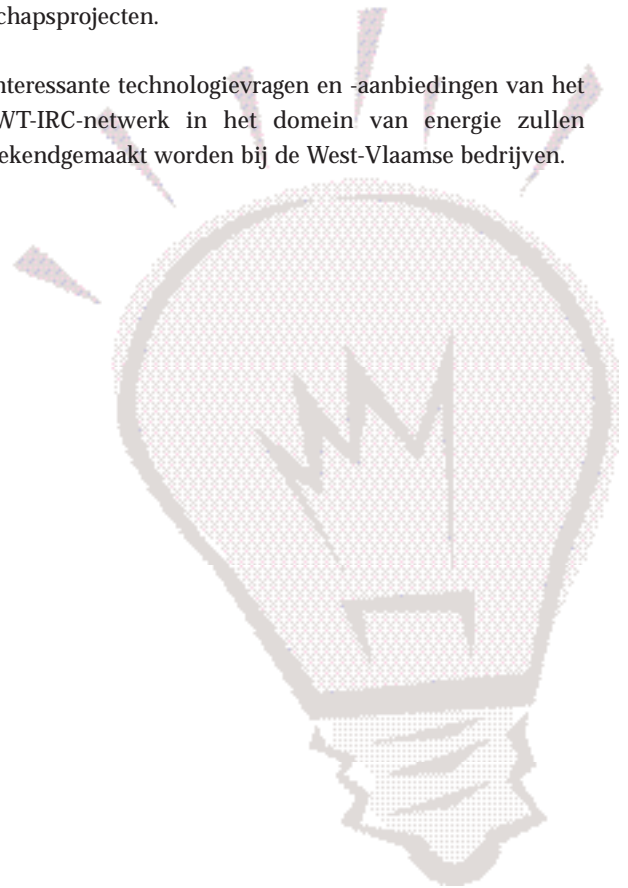 chapsprojecten.
nteressante technologievragen en -aanbiedingen van het
WT-IRC-netwerk in het domein van energie zullen
ekendgemaakt worden bij de West-Vlaamse bedrijven.